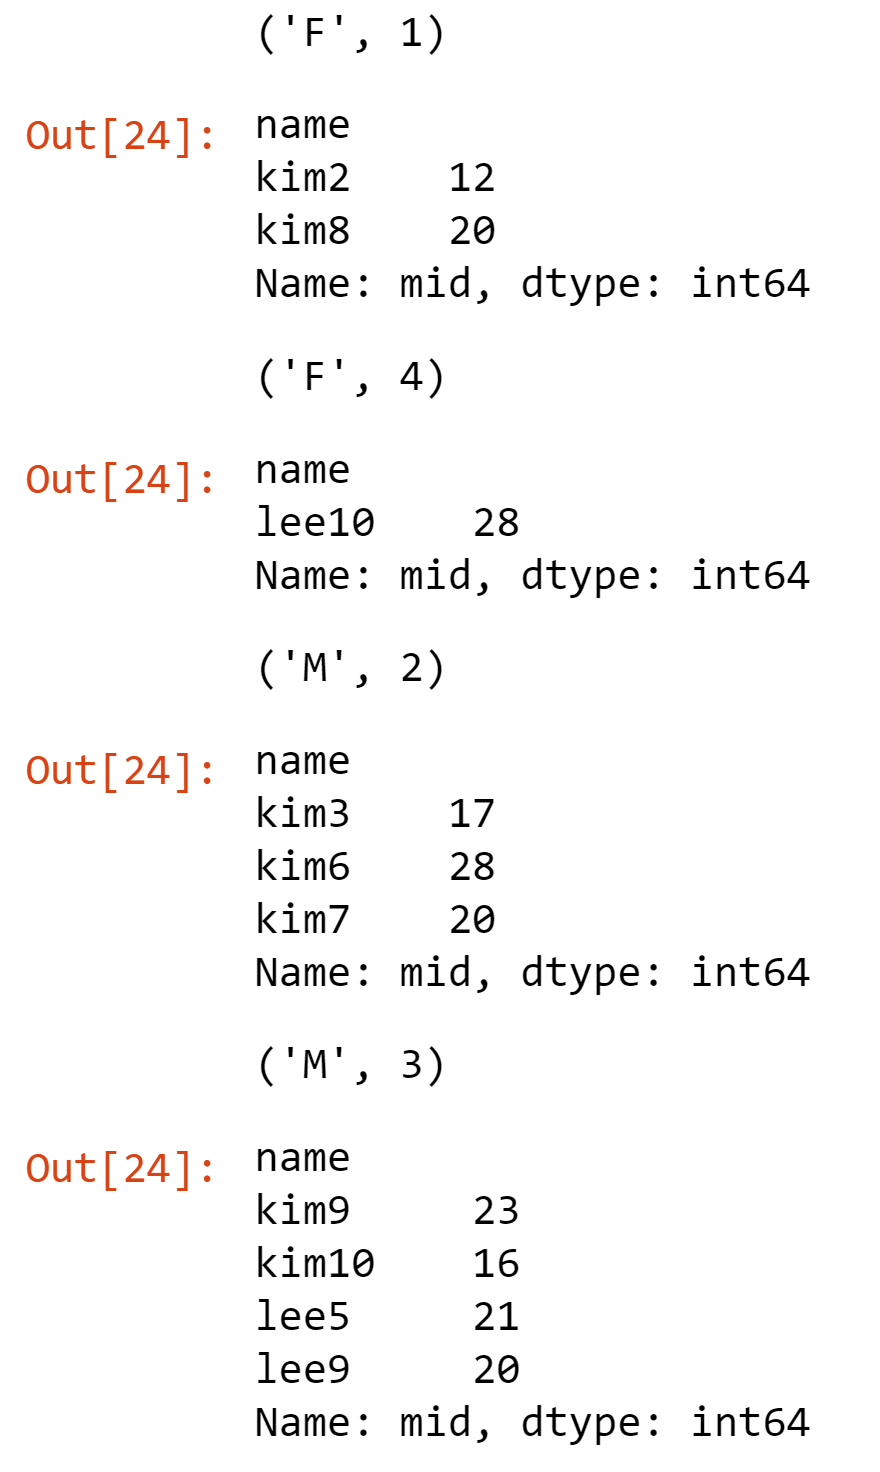 ('F', 1)
Out[24]: name
kim2    12
kim8    20
Name: mid, dtype: int64
('F', 4)
Out[24]: name
lee10    28
Name: mid, dtype: int64
('M', 2)
Out[24]: name
kim3    17
kim6    28
kim7    20
Name: mid, dtype: int64
('M', 3)
Out[24]: name
kim9     23
kim10    16
lee5     21
lee9     20
Name: mid, dtype: int64